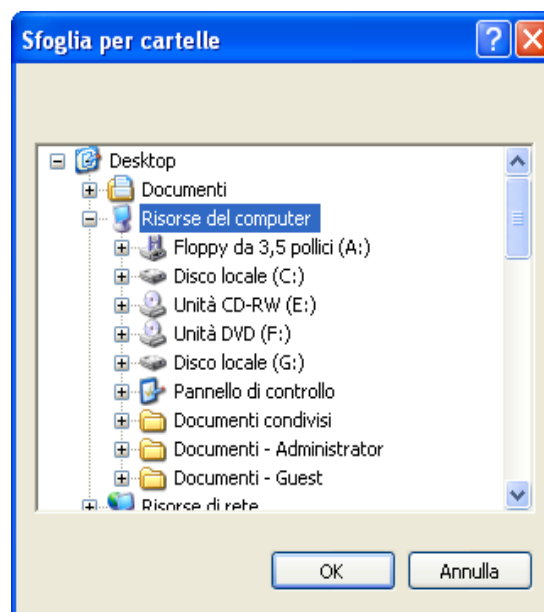 Sfoglia per cartelle
Desktop
Documenti
Risorse del computer
Floppy da 3,5 pollici (A:)
Disco locale (C:)
Unità CD-RW (E:)
Unità DVD (F:)
Disco locale (G:)
Pannello di controllo
Documenti condivisi
Documenti - Administrator
Documenti - Guest
Risorse di rete
OK Annulla